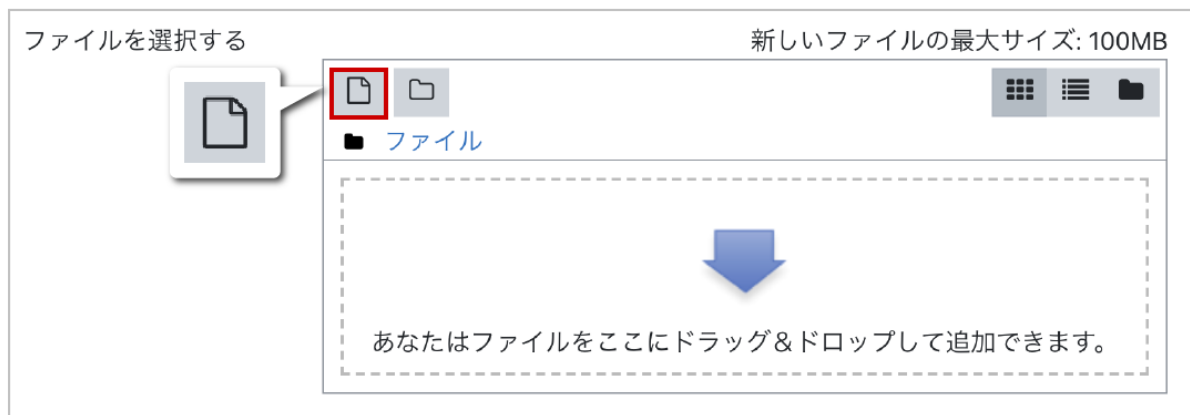 ファイルを選択する
新しいファイルの最大サイズ: 100MB
ファイル
あなたはファイルをここにドラッグ＆ドロップして追加できます。